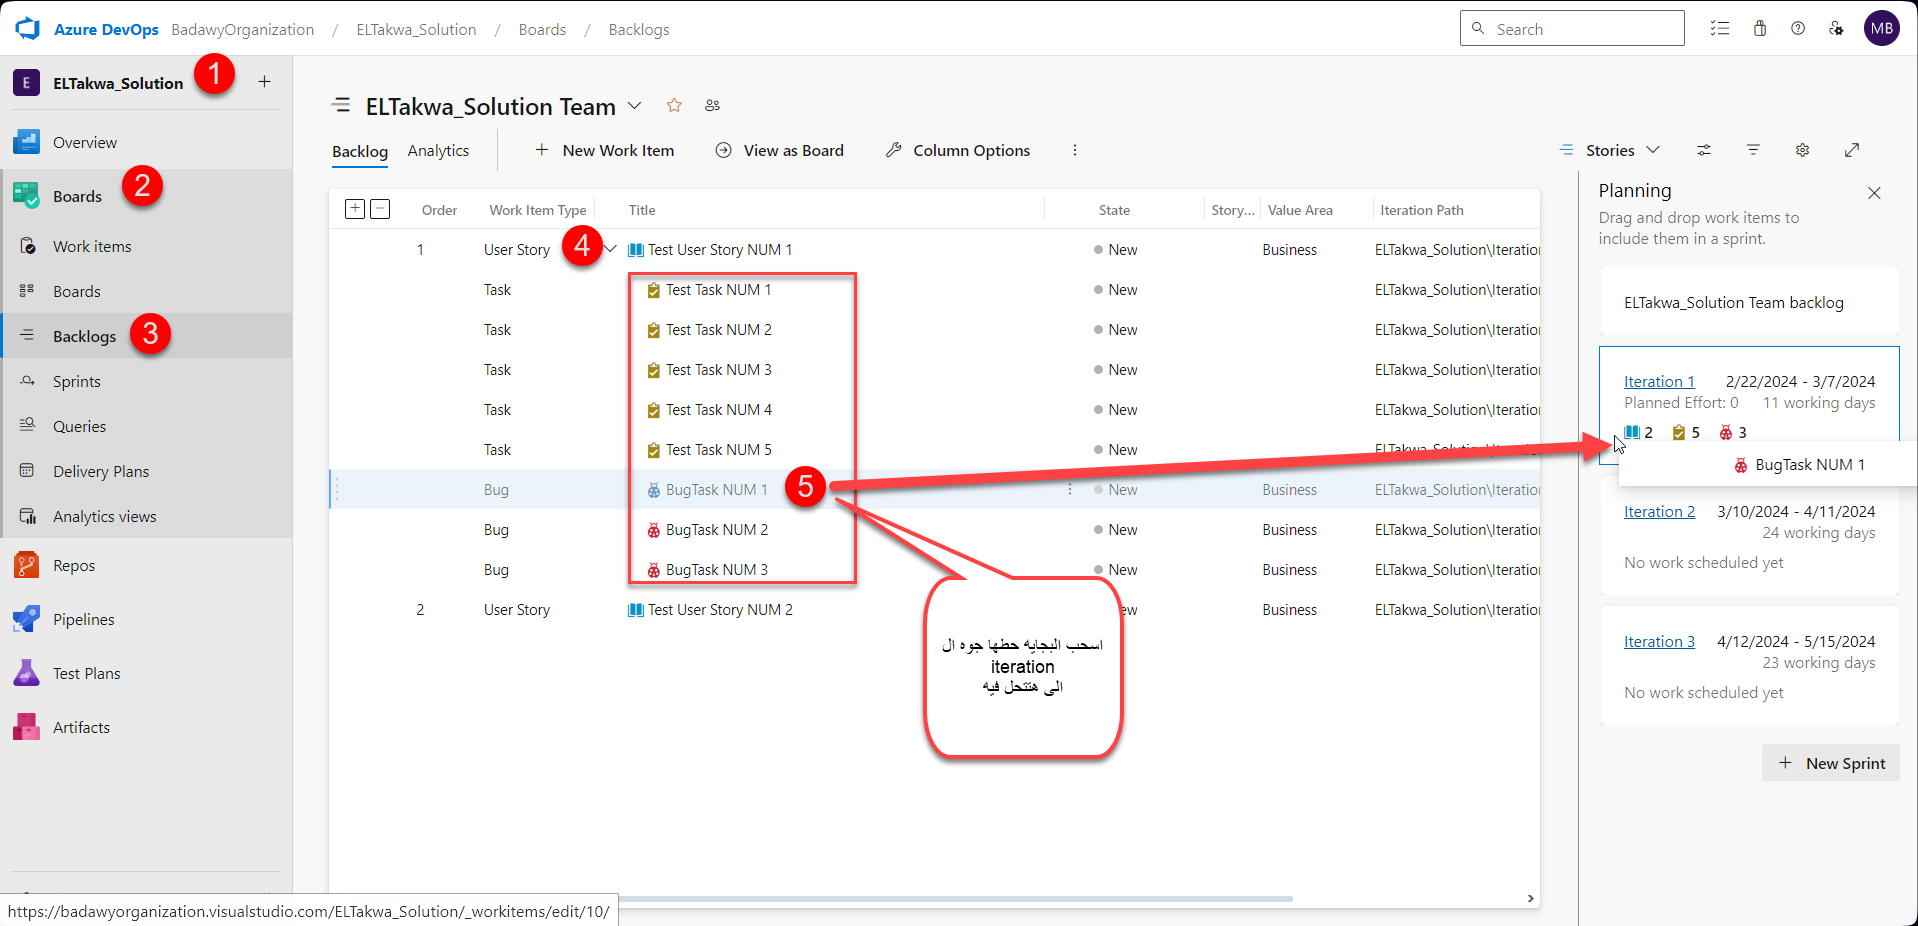 Azure DevOps BadawyOrganization / ELTakwa_Solution / Boards / Backlogs
Search
MB
E ELTakwa_Solution 1 +
Overview
Boards 2
Work items
Boards
Backlogs 3
Sprints
Queries
Delivery Plans
Analytics views
Repos
Pipelines
Test Plans
Artifacts
https://badawyorganization.visualstudio.com/ELTakwa_Solution/_workitems/edit/10/
ELTakwa_Solution Team
Backlog Analytics + New Work Item View as Board Column Options
Stories
Order Work Item Type Title State Story... Value Area Iteration Path
1 User Story 4 Test User Story NUM 1 New Business ELTakwa_Solution\Iteratio
Task Test Task NUM 1 New ELTakwa_Solution\Iteratio
Task Test Task NUM 2 New ELTakwa_Solution\Iteratio
Task Test Task NUM 3 New ELTakwa_Solution\Iteratio
Task Test Task NUM 4 New ELTakwa_Solution\Iteratio
Task Test Task NUM 5 New ELTakwa_Solution\Iteratio
Bug BugTask NUM 1 5 New Business ELTakwa_Solution\Iteratio
Bug BugTask NUM 2 New Business ELTakwa_Solution\Iteratio
Bug BugTask NUM 3 New Business ELTakwa_Solution\Iteratio
2 User Story Test User Story NUM 2 ew Business ELTakwa_Solution\Iteratio
اسحب البجايه حطها جوه ال
iteration
الى هتتحل فيه
Planning
Drag and drop work items to
include them in a sprint.
ELTakwa_Solution Team backlog
Iteration 1 2/22/2024 - 3/7/2024
Planned Effort: 0 11 working days
2 5 3
BugTask NUM 1
Iteration 2 3/10/2024 - 4/11/2024
24 working days
No work scheduled yet
Iteration 3 4/12/2024 - 5/15/2024
23 working days
No work scheduled yet
+ New Sprint